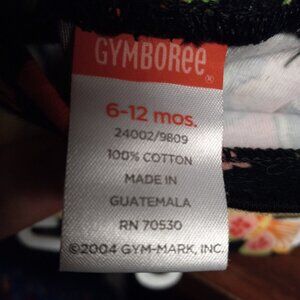 GYMBOREE®
6-12 mos.
24002/9809
100% COTTON
MADE IN
GUATEMALA
RN 70530
©2004 GYM-MARK, INC.